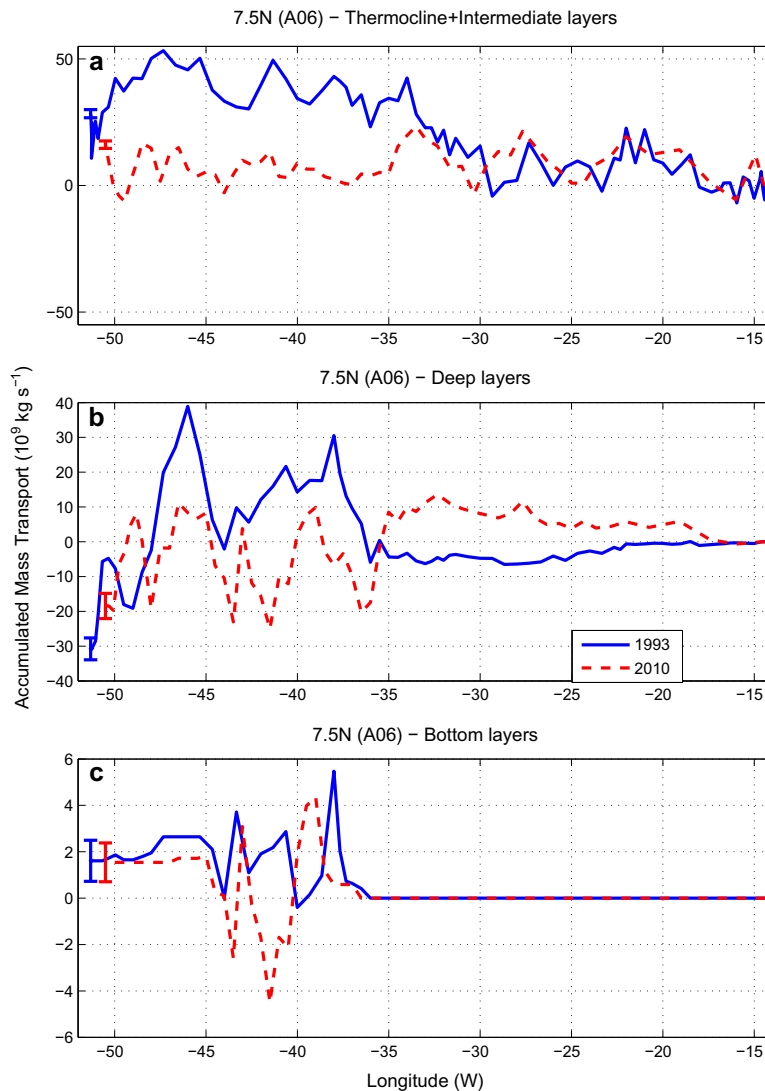 7.5N (A06) − Thermocline+Intermediate layers
a
50
0
−50
−50 −45 −40 −35 −30 −25 −20 −15
7.5N (A06) − Deep layers
b
40
30
20
10
0
−10
−20
−30
−40
−50 −45 −40 −35 −30 −25 −20 −15
1993
2010
Accumulated Mass Transport (10⁹ kg s⁻¹)
7.5N (A06) − Bottom layers
c
6
4
2
0
−2
−4
−6
−50 −45 −40 −35 −30 −25 −20 −15
Longitude (W)